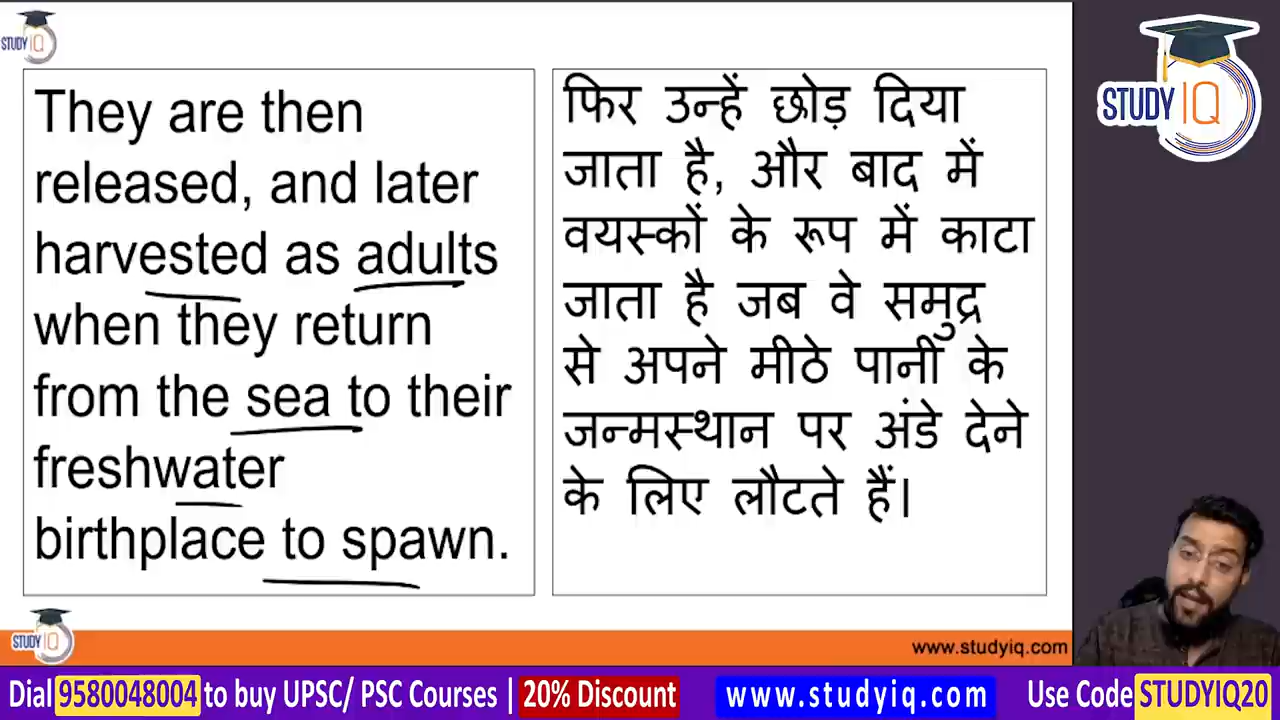 STUDY IQ
They are then
released, and later
harvested as adults
when they return
from the sea to their
freshwater
birthplace to spawn.
फिर उन्हें छोड़ दिया
जाता है, और बाद में
वयस्कों के रूप में काटा
जाता है जब वे समुद्र
से अपने मीठे पानी के
जन्मस्थान पर अंडे देने
के लिए लौटते हैं।
STUDY IQ
STUDY IQ
www.studyiq.com
Dial 9580048004 to buy UPSC/ PSC Courses | 20% Discount www.studyiq.com Use Code STUDYIQ20